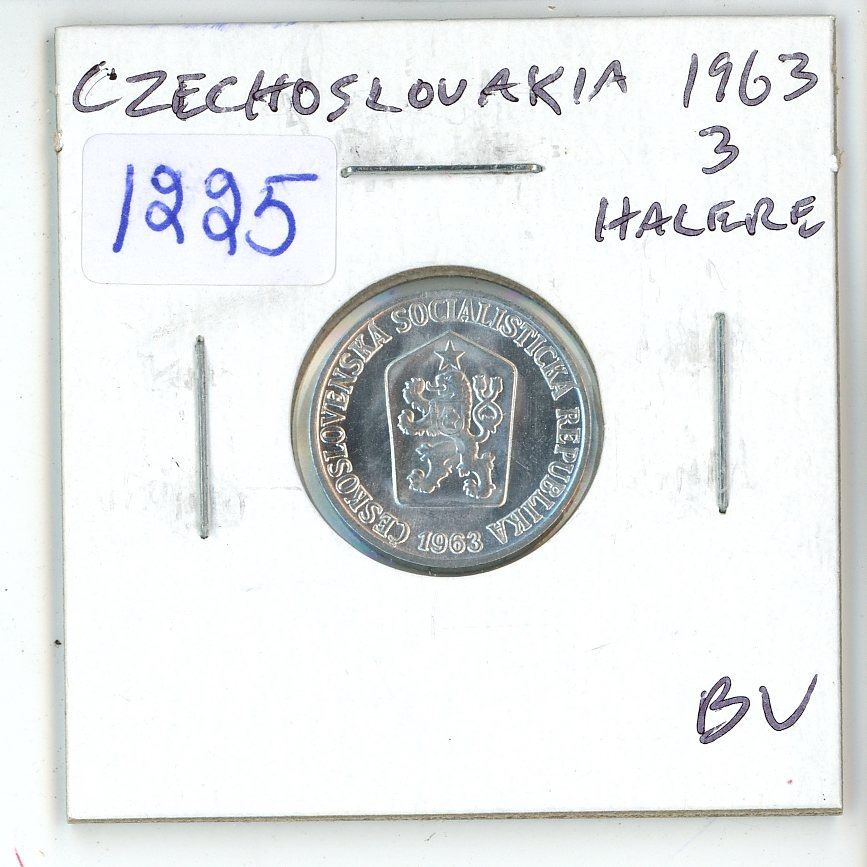 CZECHOSLOVAKIA 1963
3
HALERE
1225
ČESKOSLOVENSKÁ SOCIALISTICKÁ REPUBLIKA
1963
BU